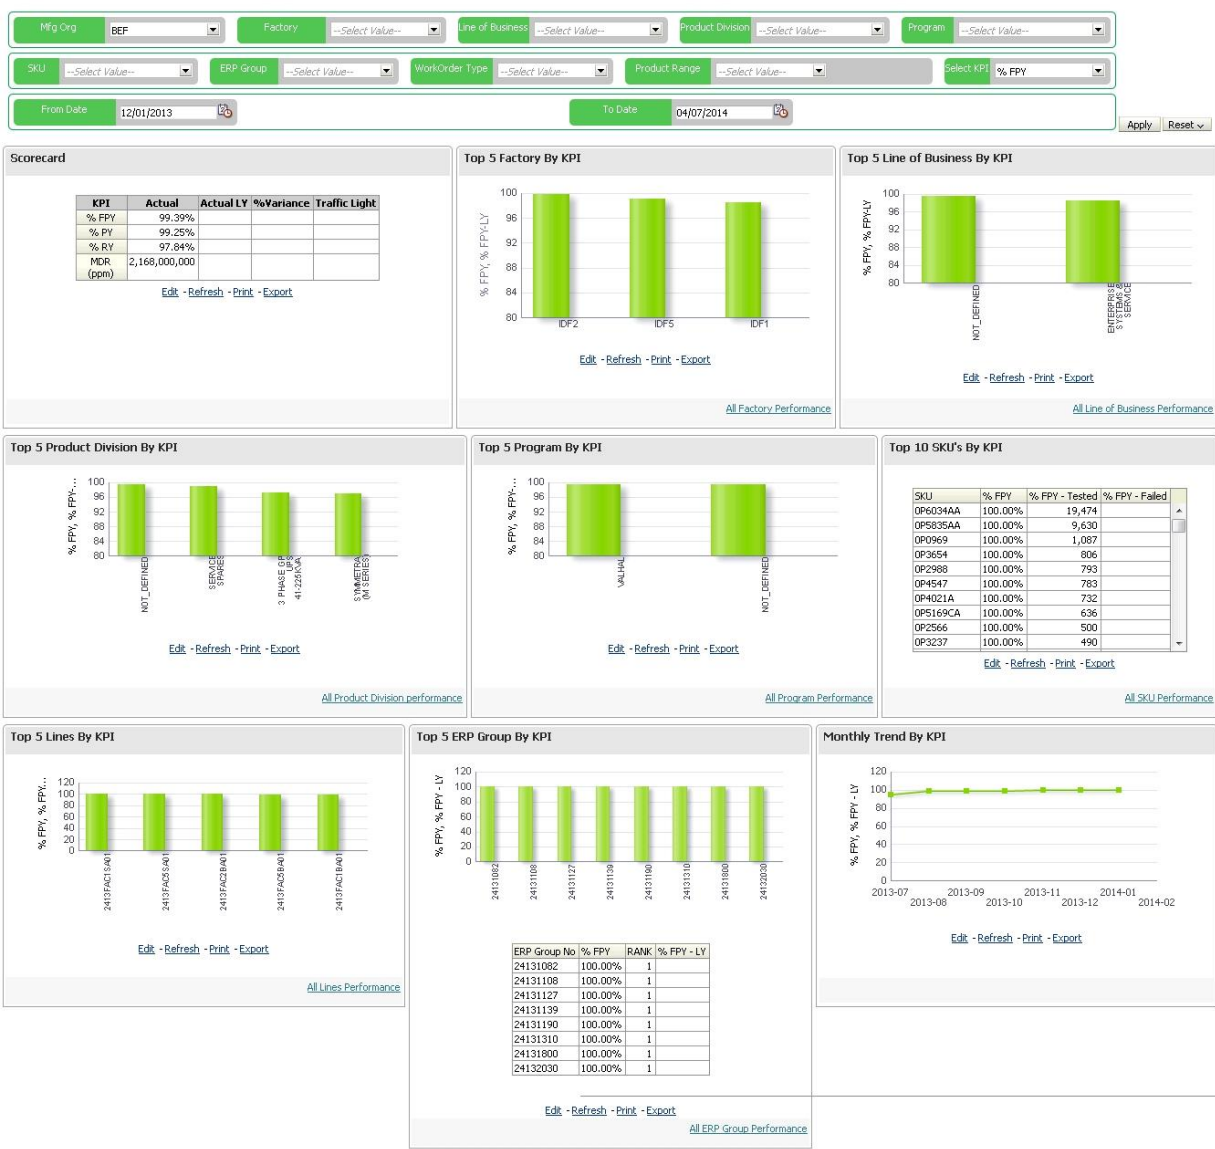 Mfg Org BEF Factory --Select Value-- Line of Business --Select Value-- Product Division --Select Value-- Program --Select Value--
SKU --Select Value-- ERP Group --Select Value-- WorkOrder Type --Select Value-- Product Range --Select Value-- Select KPI % FPY
From Date 12/01/2013 To Date 04/07/2014
Apply Reset
Scorecard
KPI Actual Actual LY %Variance Traffic Light
% FPY 99.39%
% PY 99.25%
% RY 97.84%
MDR (ppm) 2,168,000,000
Edit - Refresh - Print - Export
Top 5 Factory By KPI
% FPY, % FPY-LY
100
96
92
88
84
80
IDF2 IDF5 IDF1
Edit - Refresh - Print - Export
All Factory Performance
Top 5 Line of Business By KPI
% FPY, % FPY-LY
100
96
92
88
84
80
NOT_DEFINED
ENTERPRISE
SYSTEMS &
SERVICE
Edit - Refresh - Print - Export
All Line of Business Performance
Top 5 Product Division By KPI
% FPY, % FPY-...
100
96
92
88
84
80
NOT_DEFINED
SERVICE
SPARES
3 PHASE GP
UPS
41-225KVA
SYMMETRA
(M SERIES)
Edit - Refresh - Print - Export
All Product Division performance
Top 5 Program By KPI
% FPY, % FPY-...
100
96
92
88
84
80
VALHAL
NOT_DEFINED
Edit - Refresh - Print - Export
All Program Performance
Top 10 SKU's By KPI
SKU % FPY % FPY - Tested % FPY - Failed
0P6034AA 100.00% 19,474
0P5835AA 100.00% 9,630
0P0969 100.00% 1,087
0P3654 100.00% 806
0P2988 100.00% 793
0P4547 100.00% 783
0P4021A 100.00% 732
0P5169CA 100.00% 636
0P2566 100.00% 500
0P3237 100.00% 490
Edit - Refresh - Print - Export
All SKU Performance
Top 5 Lines By KPI
% FPY, % FPY...
120
100
80
60
40
20
0
2413FAC1SA01
2413FAC5SA01
2413FAC2BA01
2413FAC5BA01
2413FAC1BA01
Edit - Refresh - Print - Export
All Lines Performance
Top 5 ERP Group By KPI
% FPY, % FPY - LY
120
100
80
60
40
20
0
24131082
24131108
24131127
24131139
24131190
24131310
24131800
24132030
ERP Group No % FPY RANK % FPY - LY
24131082 100.00% 1
24131108 100.00% 1
24131127 100.00% 1
24131139 100.00% 1
24131190 100.00% 1
24131310 100.00% 1
24131800 100.00% 1
24132030 100.00% 1
Edit - Refresh - Print - Export
All ERP Group Performance
Monthly Trend By KPI
% FPY, % FPY - LY
120
100
80
60
40
20
0
2013-07 2013-09 2013-11 2014-01
2013-08 2013-10 2013-12 2014-02
Edit - Refresh - Print - Export